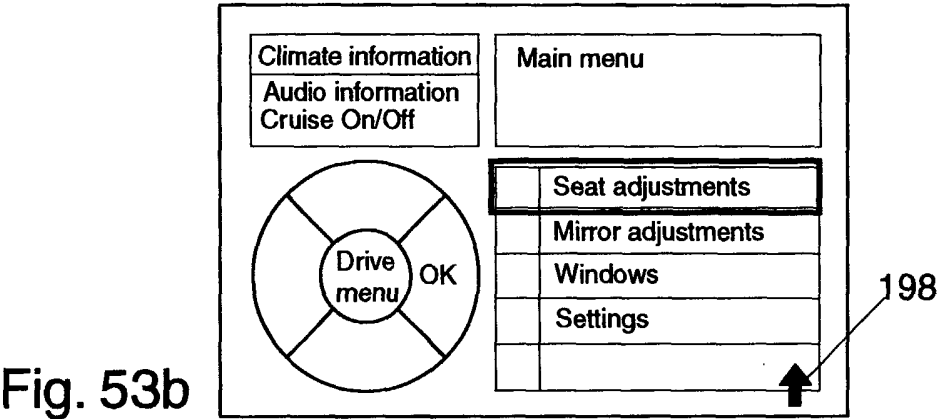 Climate information
Audio information
Cruise On/Off
Main menu
Drive
menu
OK
Seat adjustments
Mirror adjustments
Windows
Settings
198
Fig. 53b